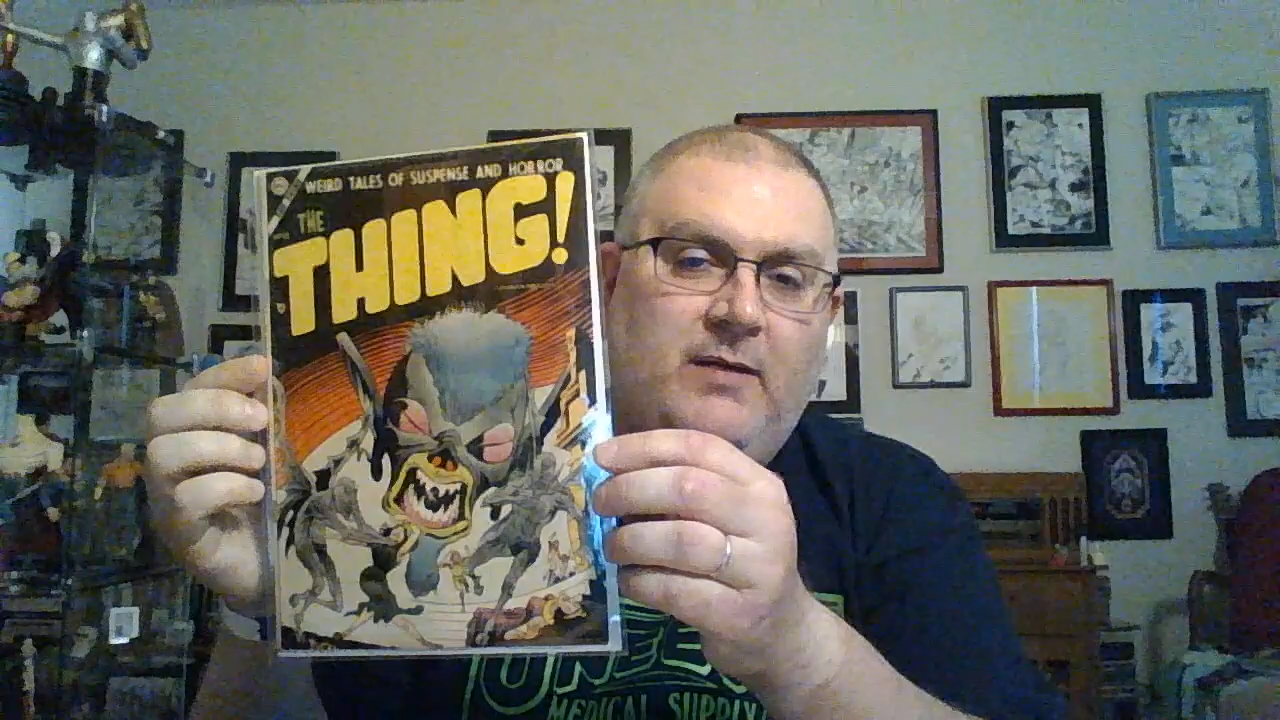 WEIRD TALES OF SUSPENSE AND HORROR
THE
THING!
MEDICAL SUPPLY